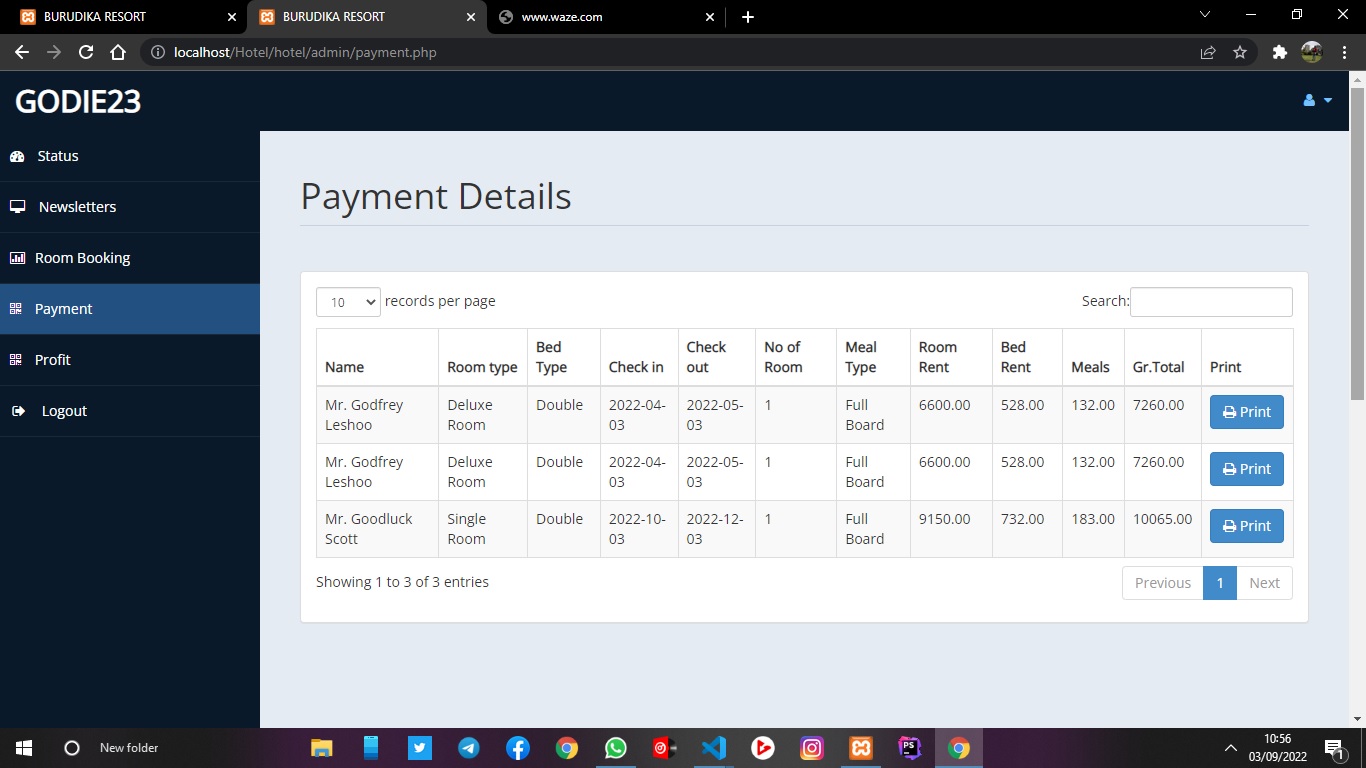 BURUDIKA RESORT
BURUDIKA RESORT
www.waze.com
localhost/Hotel/hotel/admin/payment.php
GODIE23
Status
Newsletters
Room Booking
Payment
Profit
Logout
Payment Details
10 records per page
Search:
Name Room type Bed Type Check in Check out No of Room Meal Type Room Rent Bed Rent Meals Gr.Total Print
Mr. Godfrey Leshoo Deluxe Room Double 2022-04-03 2022-05-03 1 Full Board 6600.00 528.00 132.00 7260.00 Print
Mr. Godfrey Leshoo Deluxe Room Double 2022-04-03 2022-05-03 1 Full Board 6600.00 528.00 132.00 7260.00 Print
Mr. Goodluck Scott Single Room Double 2022-10-03 2022-12-03 1 Full Board 9150.00 732.00 183.00 10065.00 Print
Showing 1 to 3 of 3 entries
Previous 1 Next
New folder
PS
10:56
03/09/2022
1